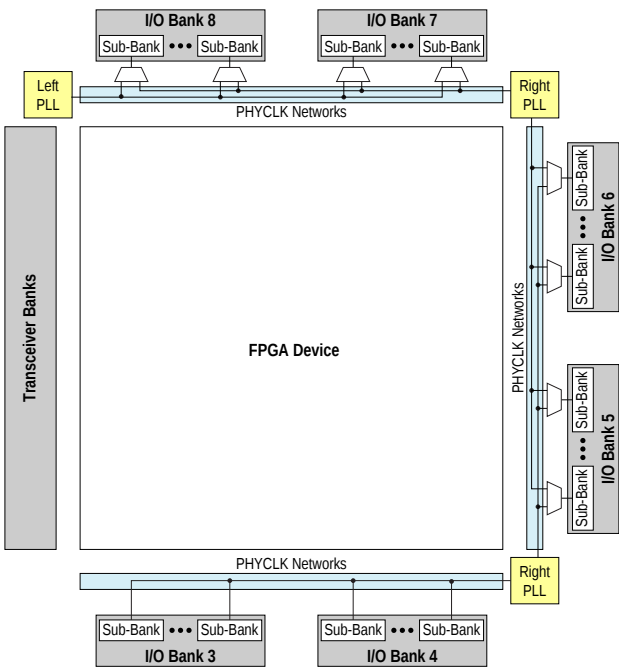 I/O Bank 8
I/O Bank 7
Sub-Bank ••• Sub-Bank
Sub-Bank ••• Sub-Bank
Left
PLL
Right
PLL
PHYCLK Networks
Transceiver Banks
FPGA Device
PHYCLK Networks
Sub-Bank ••• Sub-Bank
I/O Bank 6
Sub-Bank ••• Sub-Bank
I/O Bank 5
PHYCLK Networks
Right
PLL
Sub-Bank ••• Sub-Bank
Sub-Bank ••• Sub-Bank
I/O Bank 3
I/O Bank 4